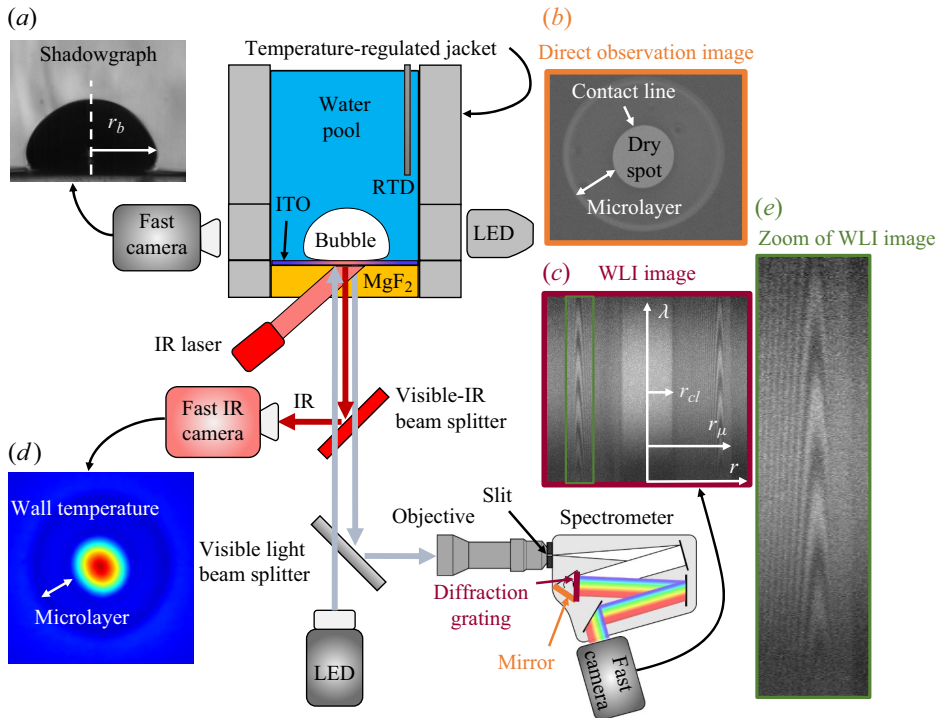 (a)
Shadowgraph
r_b
Fast
camera
Temperature-regulated jacket
Water
pool
RTD
ITO
Bubble
LED
MgF₂
IR laser
IR
Fast IR
camera
Visible-IR
beam splitter
(b)
Direct observation image
Contact line
Dry
spot
Microlayer
(c)
WLI image
λ
r_cl
r_μ
r
(e)
Zoom of WLI image
(d)
Wall temperature
Microlayer
Visible light
beam splitter
LED
Objective
Slit
Spectrometer
Diffraction
grating
Mirror
Fast
camera